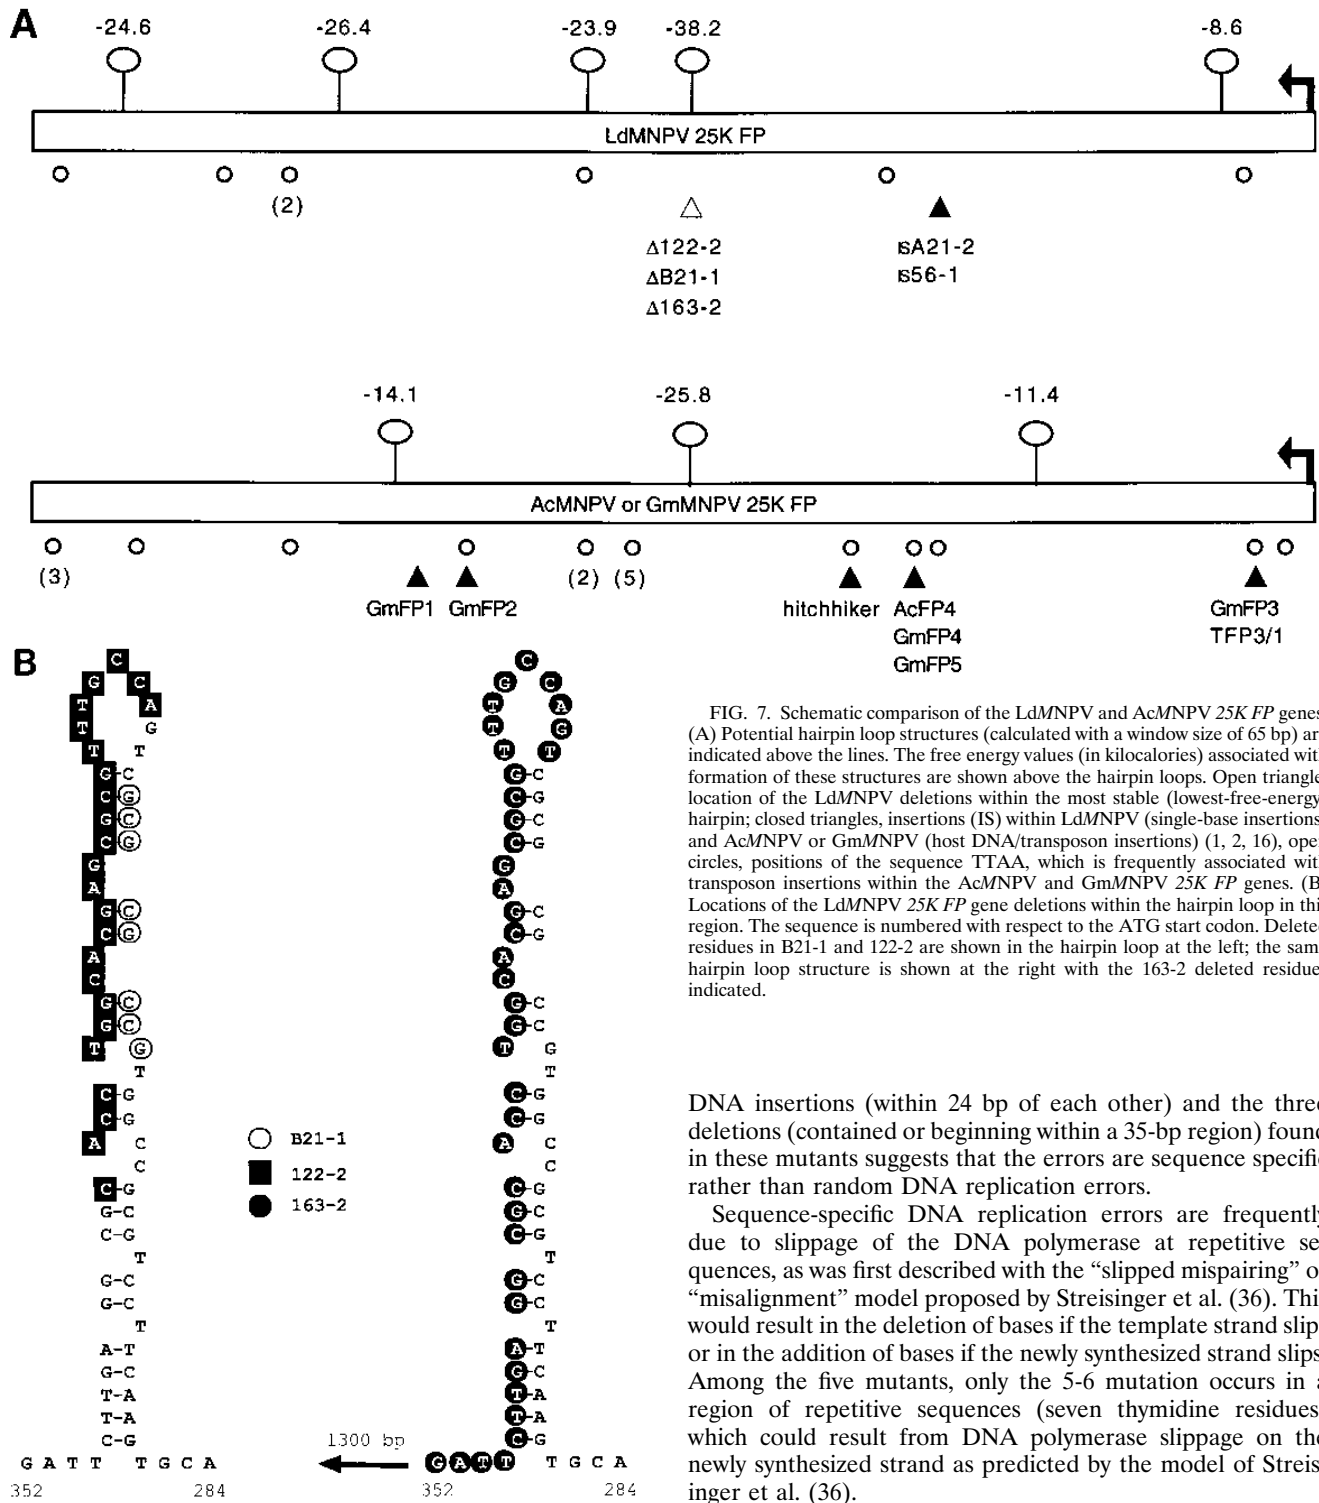 A
-24.6 -26.4 -23.9 -38.2 -8.6
LdMNPV 25K FP
(2)
Δ122-2
ΔB21-1
Δ163-2
isA21-2
is56-1
-14.1 -25.8 -11.4
AcMNPV or GmMNPV 25K FP
(3) (2) (5)
GmFP1 GmFP2 hitchhiker AcFP4 GmFP3
GmFP4 TFP3/1
GmFP5
B
C C
G C G C
T A T A
T G T G
T T T T
G-C G-C
C G C-G
G C G-C
C G C-G
G G
A A
G C G-C
C G C-G
A A
C C
G C G-C
G C G-C
T G T G
T T
C-G C-G
C-G C-G
A C A C
C C
C-G C-G
G-C G-C
C-G C-G
T T
G-C G-C
G-C G-C
T T
A-T A-T
G-C G-C
T-A T-A
T-A T-A
C-G C-G
B21-1
122-2
163-2
1300 bp
G A T T T G C A G A T T T G C A
352 284 352 284
FIG. 7. Schematic comparison of the LdMNPV and AcMNPV 25K FP genes
(A) Potential hairpin loop structures (calculated with a window size of 65 bp) ar
indicated above the lines. The free energy values (in kilocalories) associated wit
formation of these structures are shown above the hairpin loops. Open triangle
location of the LdMNPV deletions within the most stable (lowest-free-energy
hairpin; closed triangles, insertions (IS) within LdMNPV (single-base insertions
and AcMNPV or GmMNPV (host DNA/transposon insertions) (1, 2, 16), ope
circles, positions of the sequence TTAA, which is frequently associated wit
transposon insertions within the AcMNPV and GmMNPV 25K FP genes. (B
Locations of the LdMNPV 25K FP gene deletions within the hairpin loop in thi
region. The sequence is numbered with respect to the ATG start codon. Delete
residues in B21-1 and 122-2 are shown in the hairpin loop at the left; the sam
hairpin loop structure is shown at the right with the 163-2 deleted residue
indicated.
DNA insertions (within 24 bp of each other) and the three
deletions (contained or beginning within a 35-bp region) foun
in these mutants suggests that the errors are sequence specifi
rather than random DNA replication errors.
Sequence-specific DNA replication errors are frequentl
due to slippage of the DNA polymerase at repetitive se
quences, as was first described with the “slipped mispairing” o
“misalignment” model proposed by Streisinger et al. (36). Thi
would result in the deletion of bases if the template strand slip
or in the addition of bases if the newly synthesized strand slips
Among the five mutants, only the 5-6 mutation occurs in a
region of repetitive sequences (seven thymidine residues
which could result from DNA polymerase slippage on the
newly synthesized strand as predicted by the model of Streis
inger et al. (36).